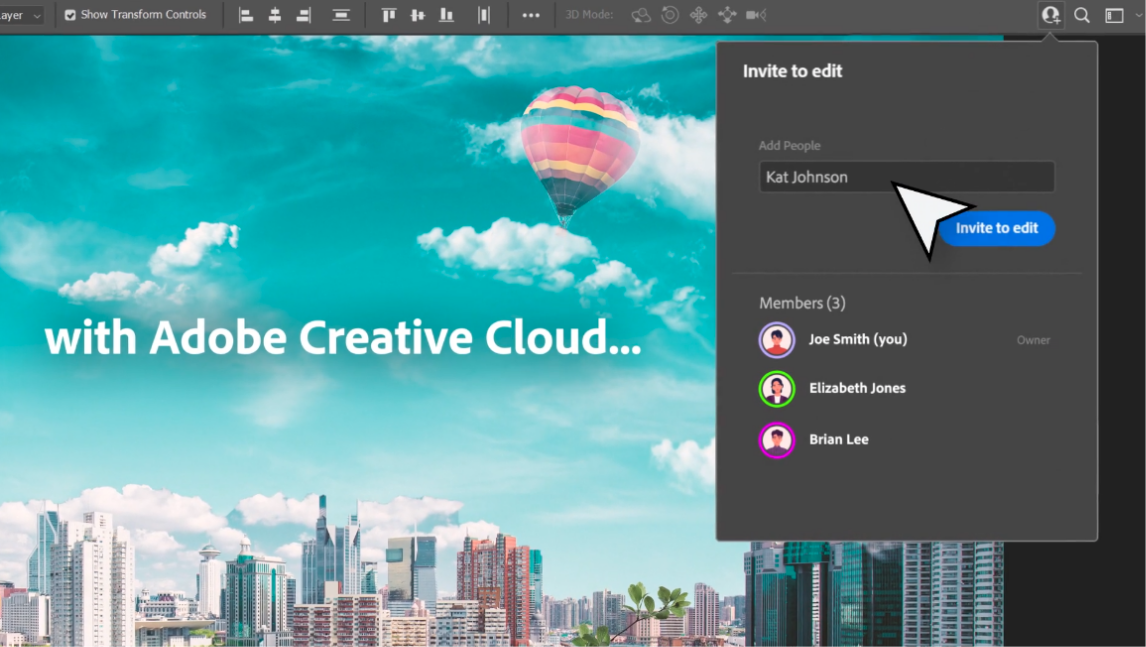 ayer
Show Transform Controls
3D Mode:
Invite to edit
Add People
Kat Johnson
Invite to edit
with Adobe Creative Cloud...
Members (3)
Joe Smith (you)
Owner
Elizabeth Jones
Brian Lee